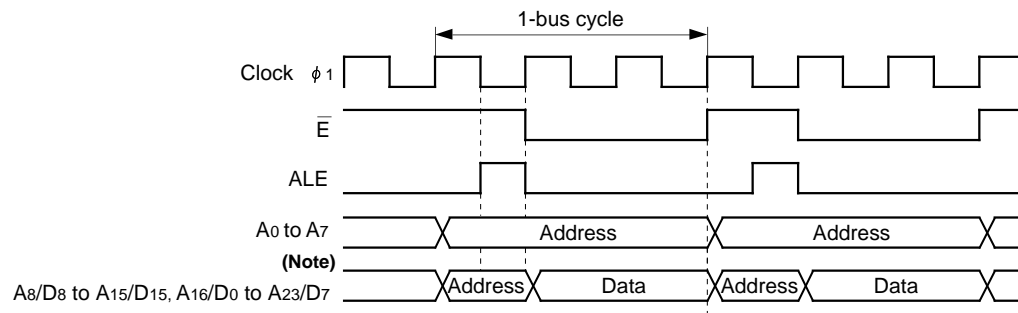 1-bus cycle
Clock ϕ 1
E
ALE
A0 to A7
Address
Address
(Note)
A8/D8 to A15/D15, A16/D0 to A23/D7
Address
Data
Address
Data